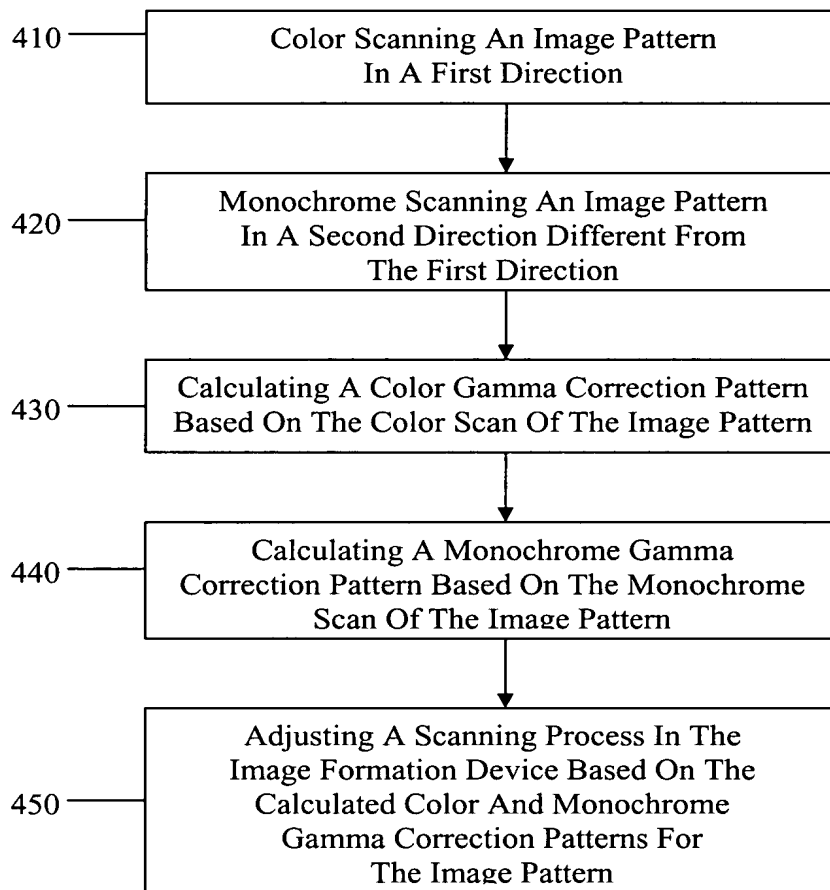 410
Color Scanning An Image Pattern
In A First Direction
420
Monochrome Scanning An Image Pattern
In A Second Direction Different From
The First Direction
430
Calculating A Color Gamma Correction Pattern
Based On The Color Scan Of The Image Pattern
440
Calculating A Monochrome Gamma
Correction Pattern Based On The Monochrome
Scan Of The Image Pattern
450
Adjusting A Scanning Process In The
Image Formation Device Based On The
Calculated Color And Monochrome
Gamma Correction Patterns For
The Image Pattern